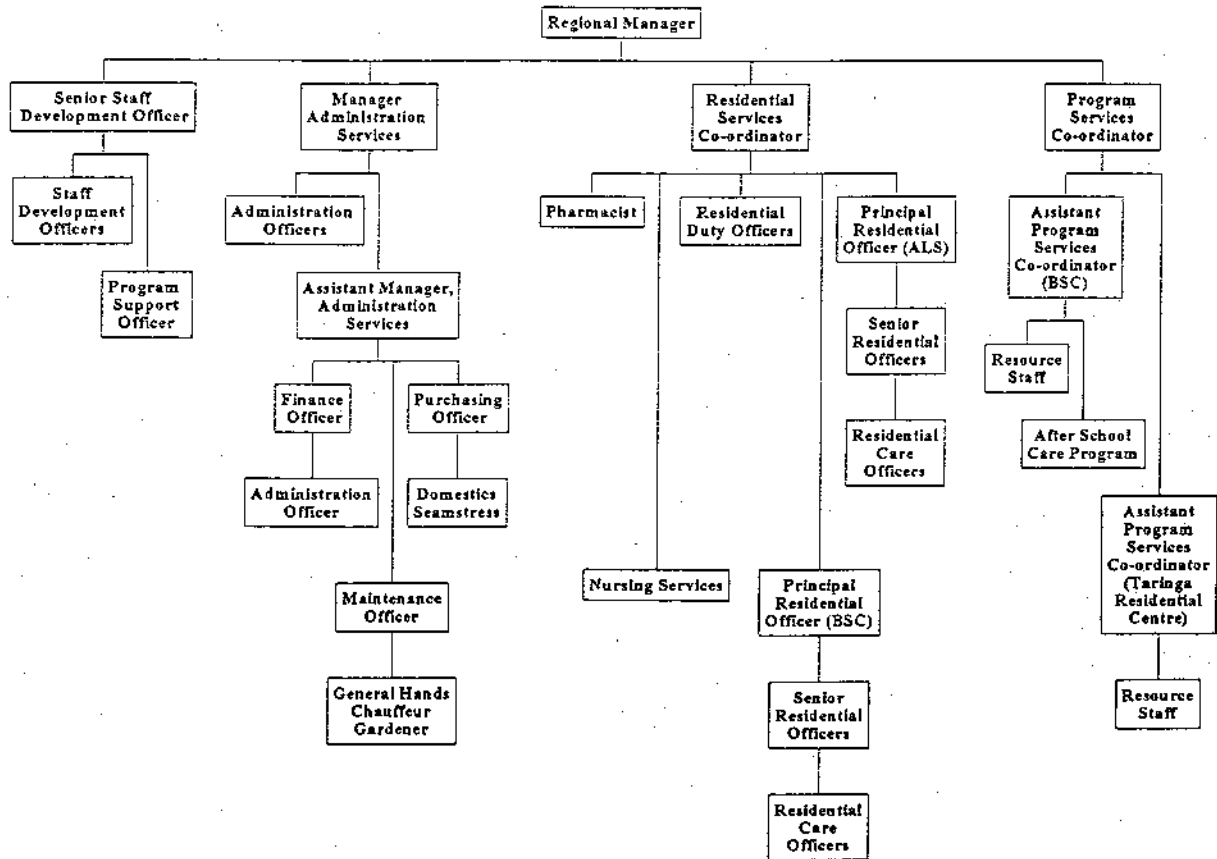 Regional Manager
Senior Staff
Development Officer
Manager
Administration
Services
Residential
Services
Co-ordinator
Program
Services
Co-ordinator
Staff
Development
Officers
Administration
Officers
Pharmacist
Residential
Duty Officers
Principal
Residential
Officer (ALS)
Assistant
Program
Services
Co-ordinator
(BSC)
Program
Support
Officer
Assistant Manager,
Administration
Services
Senior
Residential
Officers
Resource
Staff
Finance
Officer
Purchasing
Officer
Residential
Care Officers
After School
Care Program
Administration
Officer
Domestics
Seamstress
Assistant
Program
Services
Co-ordinator
(Taringa
Residential
Centre)
Nursing Services
Principal
Residential
Officer (BSC)
Maintenance
Officer
General Hands
Chauffeur
Gardener
Senior
Residential
Officers
Resource
Staff
Residential
Care
Officers